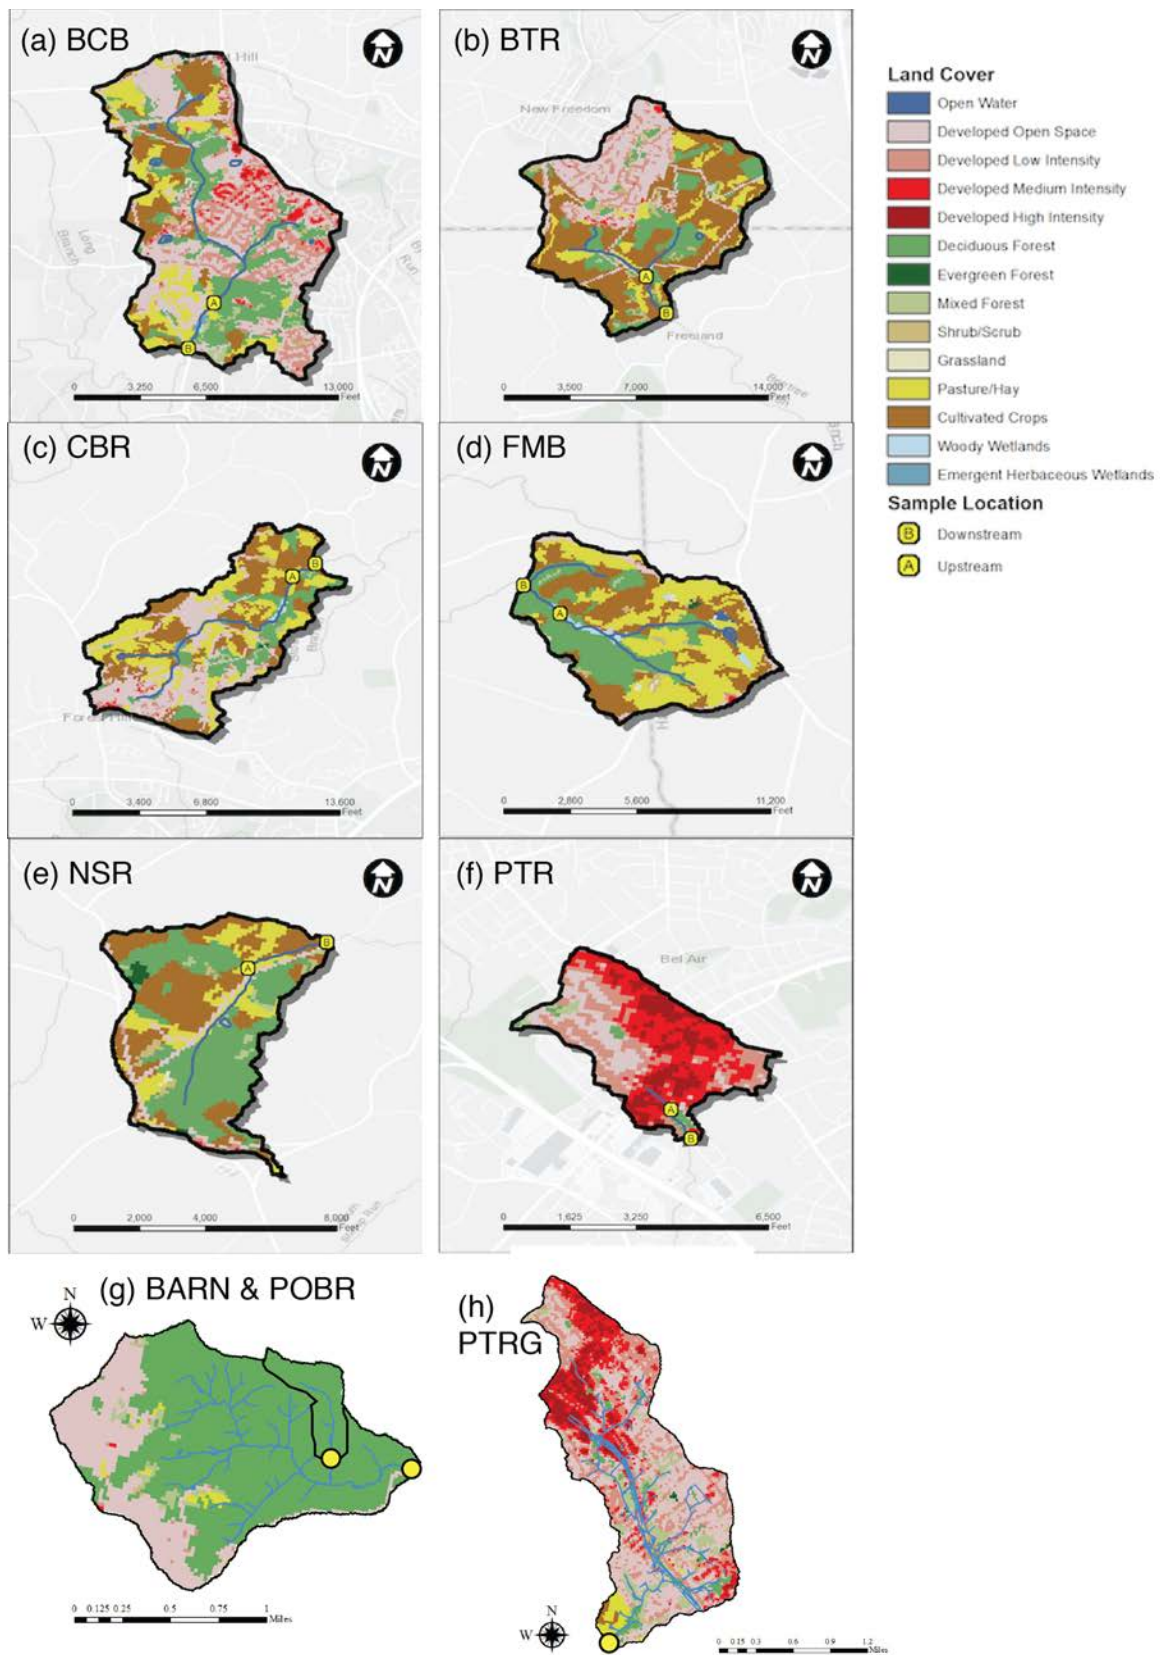 (a) BCB
Hill
N
Long
Branch
Run
A
B
0 3,250 6,500 13,000
Feet
(b) BTR
N
New Freedom
A
B
Freeland
0 3,500 7,000 14,000
Feet
Land Cover
Open Water
Developed Open Space
Developed Low Intensity
Developed Medium Intensity
Developed High Intensity
Deciduous Forest
Evergreen Forest
Mixed Forest
Shrub/Scrub
Grassland
Pasture/Hay
Cultivated Crops
Woody Wetlands
Emergent Herbaceous Wetlands
Sample Location
B Downstream
A Upstream
(c) CBR
N
B
A
0 3,400 6,800 13,600
Feet
(d) FMB
N
B
A
0 2,800 5,600 11,200
Feet
(e) NSR
N
B
A
0 2,000 4,000 8,000
Feet
(f) PTR
N
Bel Air
A
B
0 1,625 3,250 6,500
Feet
(g) BARN & POBR
N
W
0 0.125 0.25 0.5 0.75 1
Miles
(h)
PTRG
N
W
0 0.15 0.3 0.6 0.9 1.2
Miles